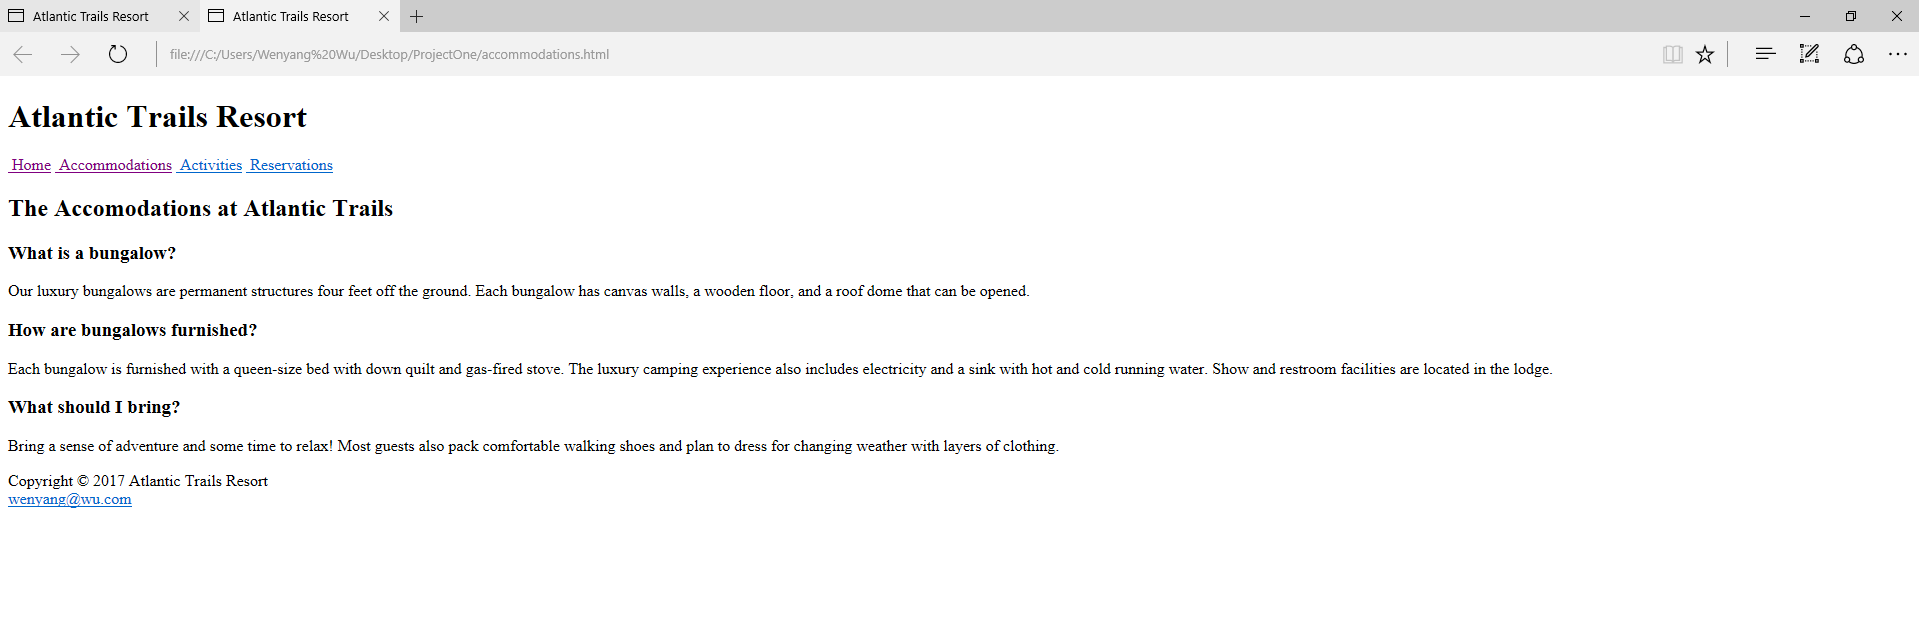 Atlantic Trails Resort
Atlantic Trails Resort
file:///C:/Users/Wenyang%20Wu/Desktop/ProjectOne/accommodations.html
Atlantic Trails Resort
Home Accommodations Activities Reservations
The Accomodations at Atlantic Trails
What is a bungalow?
Our luxury bungalows are permanent structures four feet off the ground. Each bungalow has canvas walls, a wooden floor, and a roof dome that can be opened.
How are bungalows furnished?
Each bungalow is furnished with a queen-size bed with down quilt and gas-fired stove. The luxury camping experience also includes electricity and a sink with hot and cold running water. Show and restroom facilities are located in the lodge.
What should I bring?
Bring a sense of adventure and some time to relax! Most guests also pack comfortable walking shoes and plan to dress for changing weather with layers of clothing.
Copyright © 2017 Atlantic Trails Resort
wenyang@wu.com